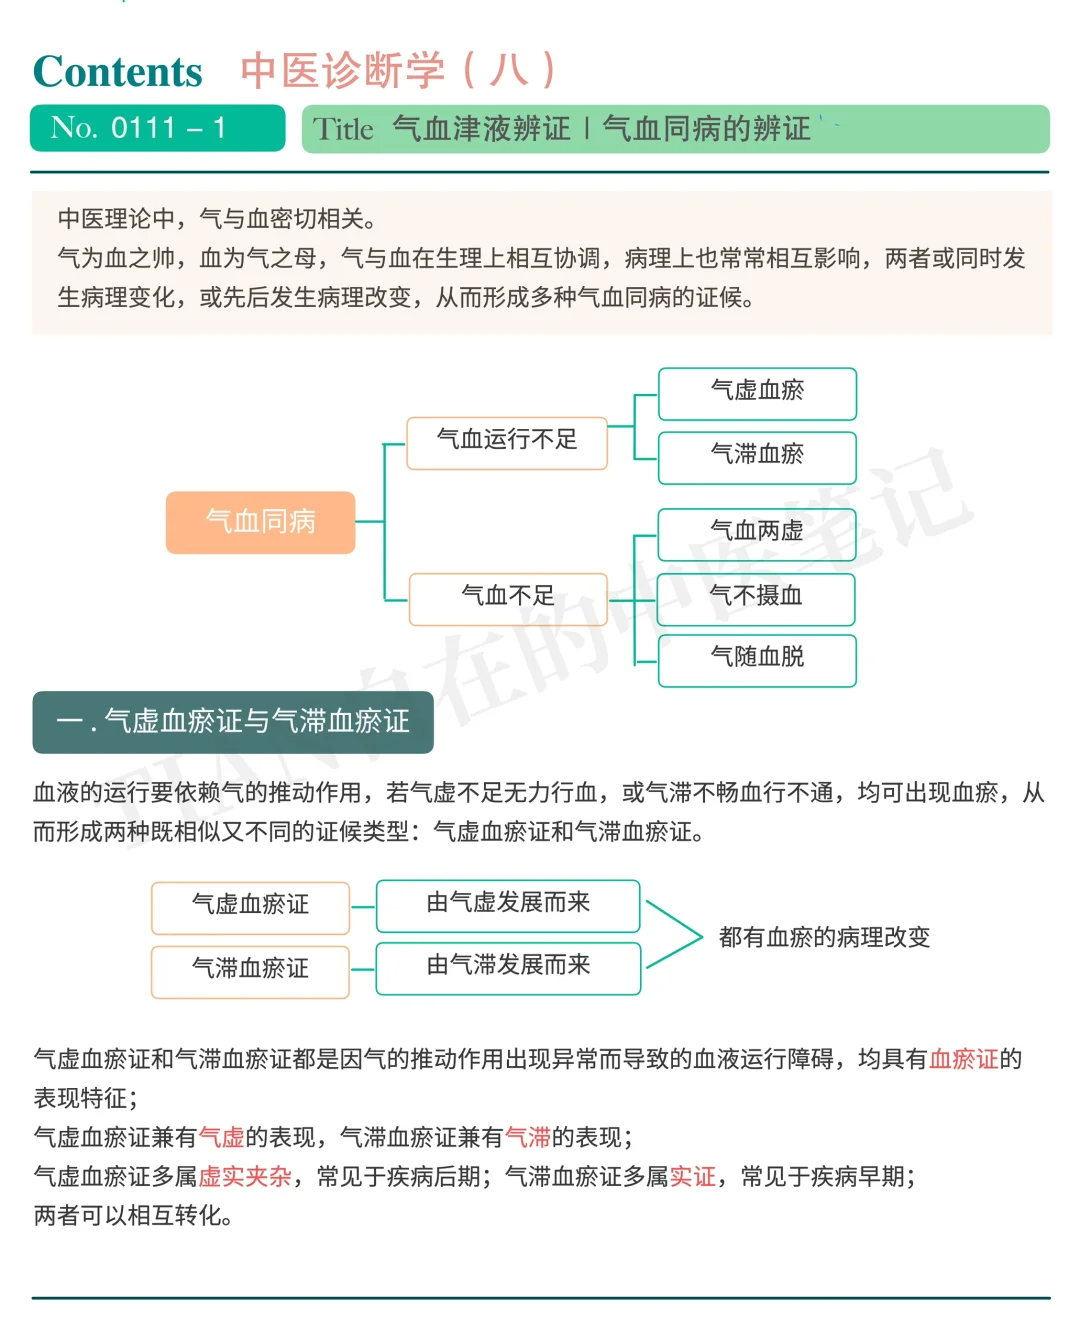 Contents 中医诊断学（八）
No. 0111 – 1
Title 气血津液辨证丨气血同病的辨证
中医理论中，气与血密切相关。
气为血之帅，血为气之母，气与血在生理上相互协调，病理上也常常相互影响，两者或同时发
生病理变化，或先后发生病理改变，从而形成多种气血同病的证候。
气血同病
气血运行不足
气虚血瘀
气滞血瘀
气血不足
气血两虚
气不摄血
气随血脱
一 . 气虚血瘀证与气滞血瘀证
血液的运行要依赖气的推动作用，若气虚不足无力行血，或气滞不畅血行不通，均可出现血瘀，从
而形成两种既相似又不同的证候类型：气虚血瘀证和气滞血瘀证。
气虚血瘀证
由气虚发展而来
气滞血瘀证
由气滞发展而来
都有血瘀的病理改变
气虚血瘀证和气滞血瘀证都是因气的推动作用出现异常而导致的血液运行障碍，均具有血瘀证的
表现特征；
气虚血瘀证兼有气虚的表现，气滞血瘀证兼有气滞的表现；
气虚血瘀证多属虚实夹杂，常见于疾病后期；气滞血瘀证多属实证，常见于疾病早期；
两者可以相互转化。
TIAN自在的中医笔记